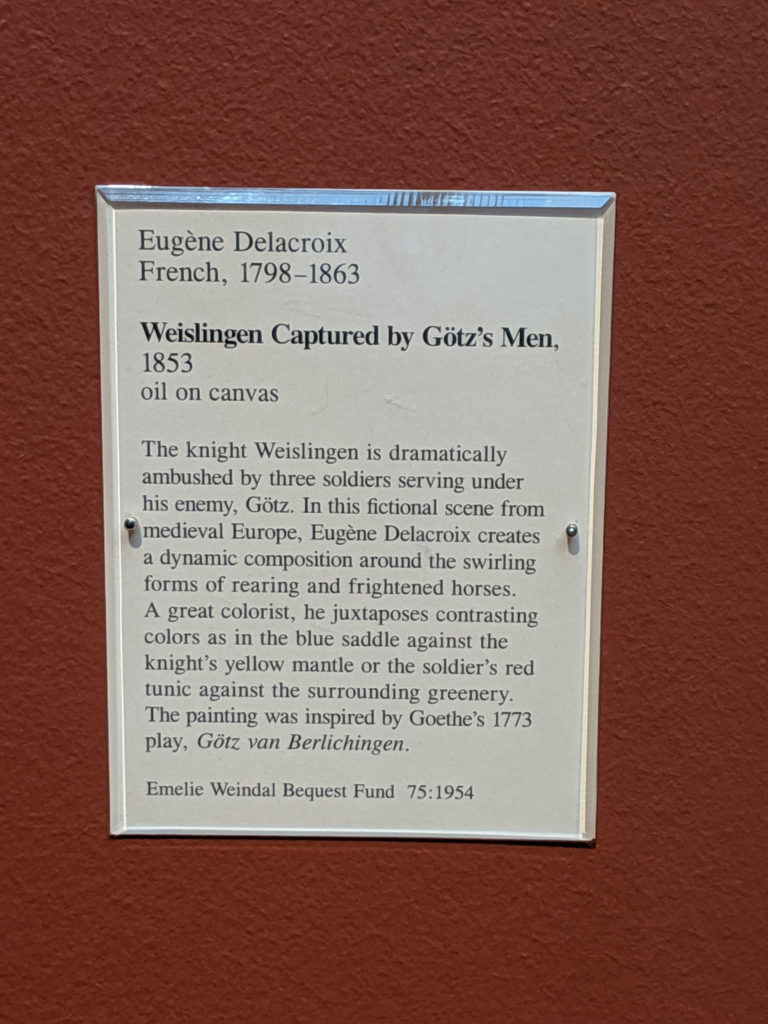 Eugène Delacroix
French, 1798–1863
Weislingen Captured by Götz's Men,
1853
oil on canvas
The knight Weislingen is dramatically
ambushed by three soldiers serving under
his enemy, Götz. In this fictional scene from
medieval Europe, Eugène Delacroix creates
a dynamic composition around the swirling
forms of rearing and frightened horses.
A great colorist, he juxtaposes contrasting
colors as in the blue saddle against the
knight's yellow mantle or the soldier's red
tunic against the surrounding greenery.
The painting was inspired by Goethe's 1773
play, Götz van Berlichingen.
Emelie Weindal Bequest Fund 75:1954